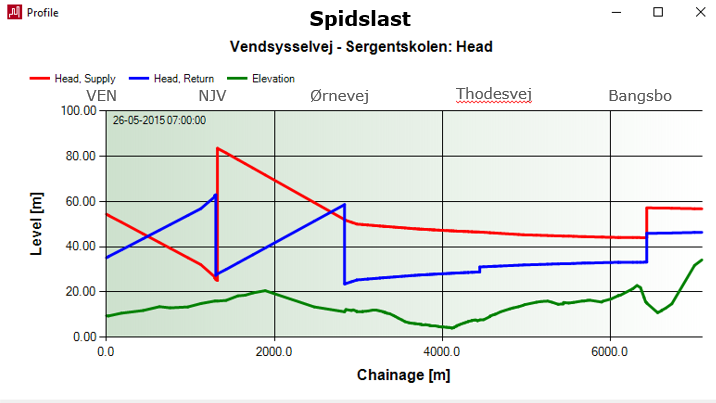 Profile
Spidslast
Vendsysselvej - Sergentskolen: Head
Head, Supply Head, Return Elevation
VEN NJV Ørnevej Thodesvej Bangsbo
26-05-2015 07:00:00
100.00
80.00
60.00
40.00
20.00
0.00
Level [m]
0.0 2000.0 4000.0 6000.0
Chainage [m]